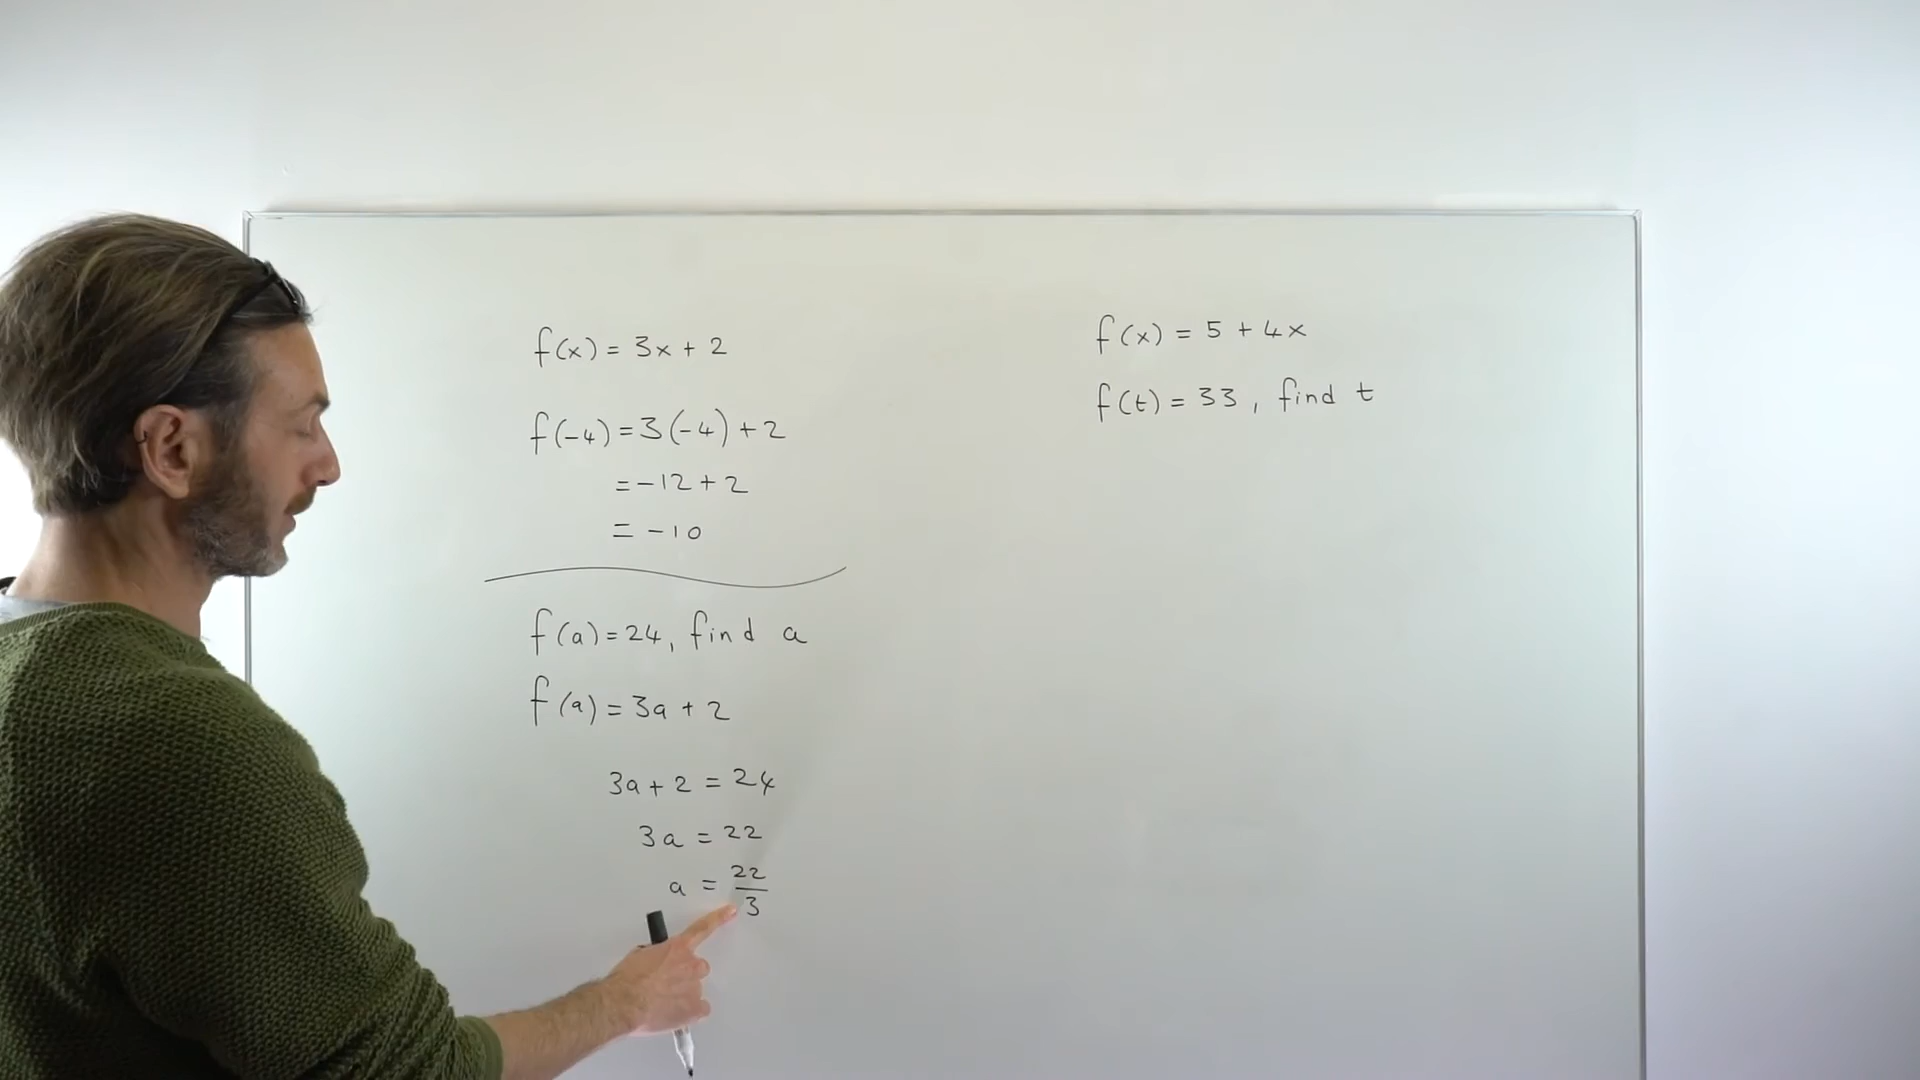 f(x) = 3x + 2
f(-4) = 3(-4) + 2
= -12 + 2
= -10
f(a) = 24, find a
f(a) = 3a + 2
3a + 2 = 24
3a = 22
a = 22/3
f(x) = 5 + 4x
f(t) = 33, find t